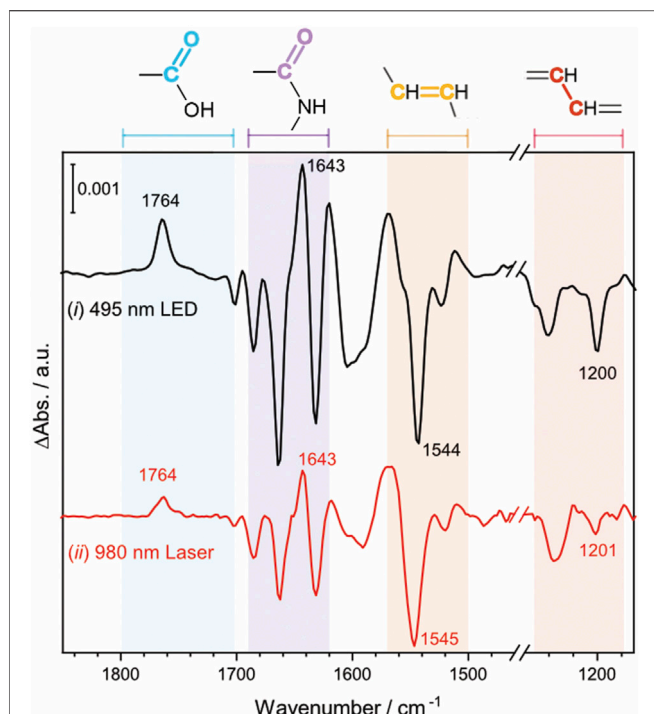 O
C
OH
O
C
NH
CH=CH
=CH
CH=
0.001
1764
1643
(i) 495 nm LED
1544
1200
1764
1643
(ii) 980 nm Laser
1545
1201
ΔAbs. / a.u.
1800 1700 1600 1500 1200
Wavenumber / cm⁻¹